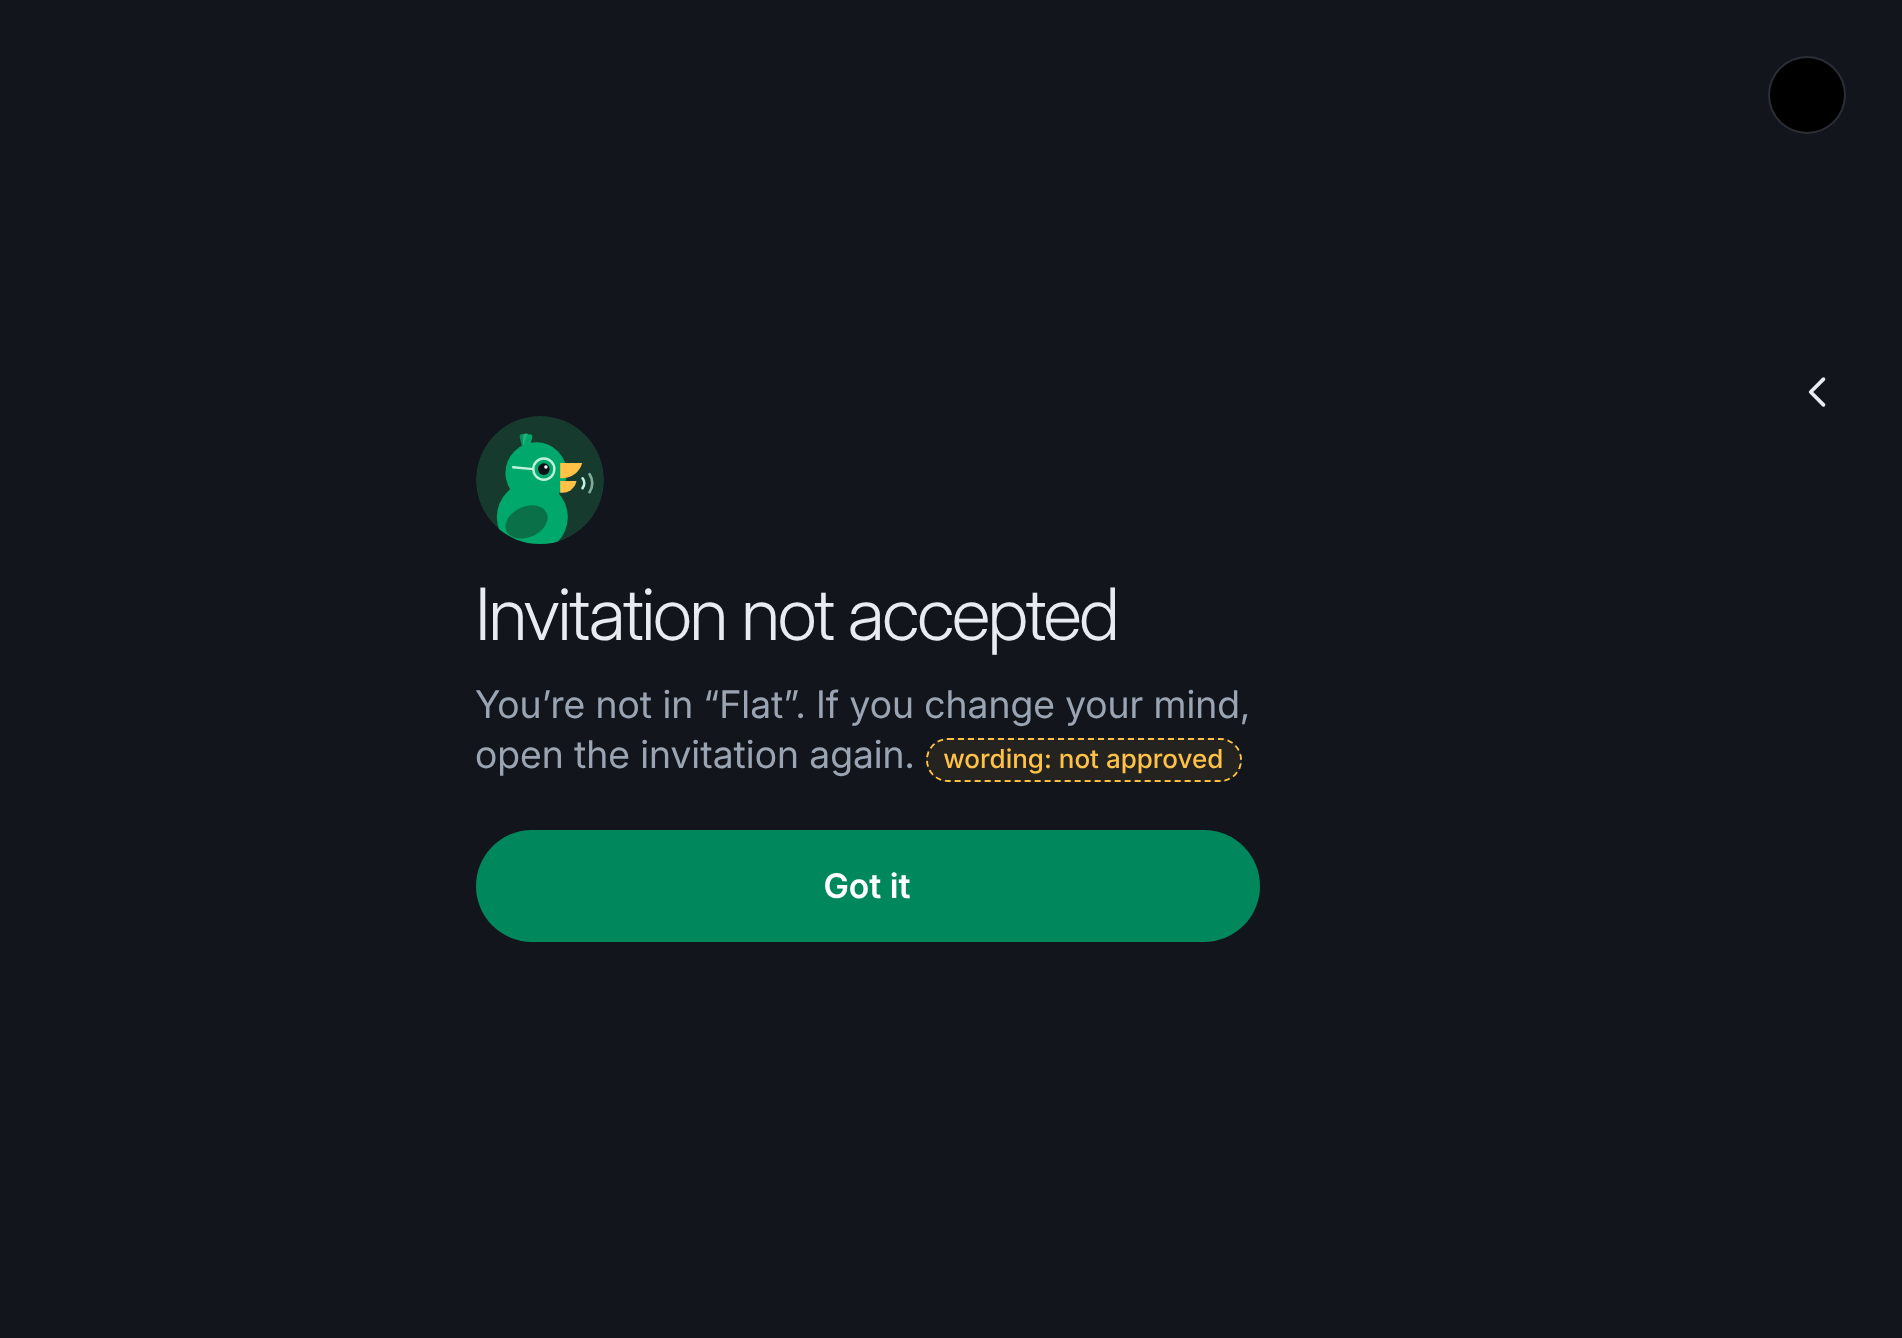 Invitation not accepted
You’re not in “Flat”. If you change your mind,
open the invitation again. wording: not approved
Got it